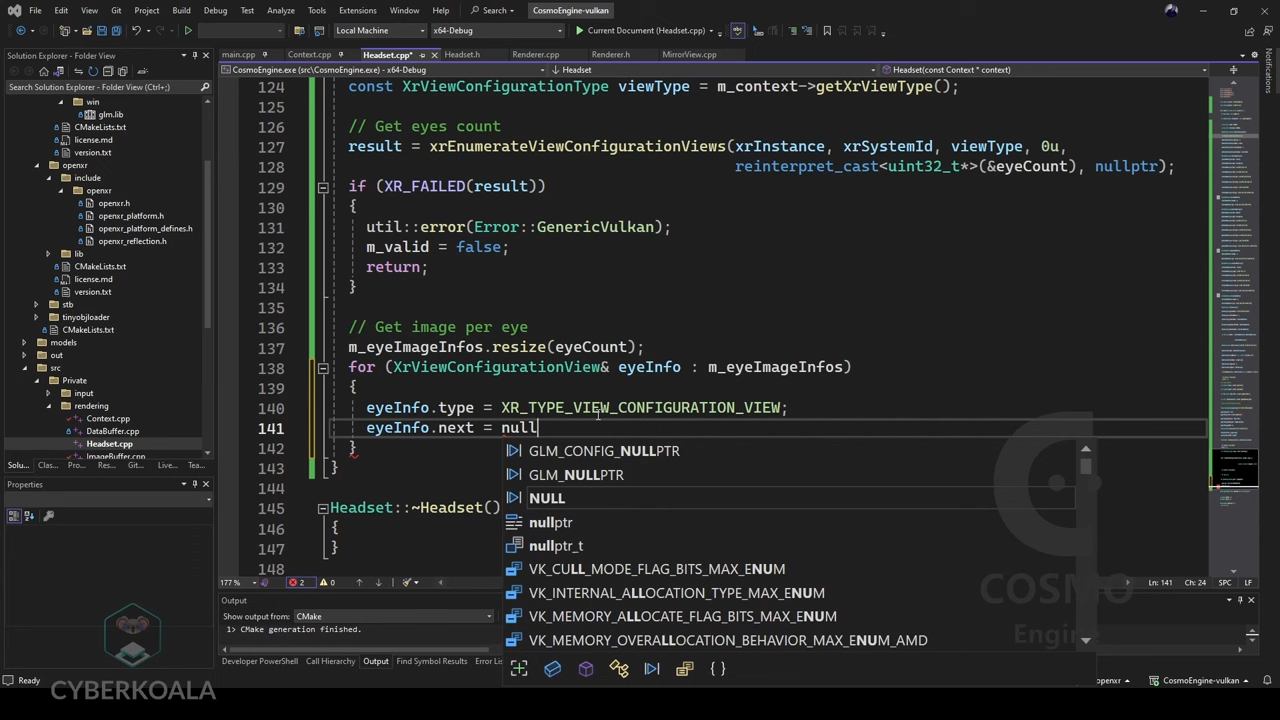 File Edit View Git Project Build Debug Test Analyze Tools Extensions Window Help Search CosmoEngine-vulkan
Local Machine x64-Debug Current Document (Headset.cpp)
main.cpp Context.cpp Headset.cpp* Headset.h Renderer.cpp Renderer.h MirrorView.cpp
Solution Explorer - Folder View
Search Solution Explorer - Folder View (Ctrl+;)
CosmoEngine.exe (src\CosmoEngine.exe) - x64-Debug Headset Headset(const Context * context)
Notifications
win
glm.lib
CMakeLists.txt
license.md
version.txt
openxr
include
openxr
openxr.h
openxr_platform.h
openxr_platform_defines.h
openxr_reflection.h
lib
CMakeLists.txt
license.md
version.txt
stb
tinyobjloader
CMakeLists.txt
models
out
src
Private
input
rendering
Context.cpp
DataBuffer.cpp
Headset.cpp
ImageBuffer.cpp
Solu... Clas... Pro... Git... Live... Tea...
Properties
124 const XrViewConfigurationType viewType = m_context->getXrViewType();
125
126 // Get eyes count
127 result = xrEnumerateViewConfigurationViews(xrInstance, xrSystemId, viewType, 0u,
128 reinterpret_cast<uint32_t*>(&eyeCount), nullptr);
129 if (XR_FAILED(result))
130 {
131 util::error(Error::GenericVulkan);
132 m_valid = false;
133 return;
134 }
135
136 // Get image per eye
137 m_eyeImageInfos.resize(eyeCount);
138 for (XrViewConfigurationView& eyeInfo : m_eyeImageInfos)
139 {
140 eyeInfo.type = XR_TYPE_VIEW_CONFIGURATION_VIEW;
141 eyeInfo.next = nul
142 }
143 }
144
145 Headset::~Headset()
146 {
147 }
148
GLM_CONFIG_NULLPTR
GLM_NULLPTR
NULL
nullptr
nullptr_t
VK_CULL_MODE_FLAG_BITS_MAX_ENUM
VK_INTERNAL_ALLOCATION_TYPE_MAX_ENUM
VK_MEMORY_ALLOCATE_FLAG_BITS_MAX_ENUM
VK_MEMORY_OVERALLOCATION_BEHAVIOR_MAX_ENUM_AMD
177 % 2 0 Ln: 141 Ch: 24 SPC LF
Output
Show output from: CMake
1> CMake generation finished.
Developer PowerShell Call Hierarchy Output Find Symbol Results
Ready CosmoEngine-vulkan
COSMO
Engine
CYBERKOALA